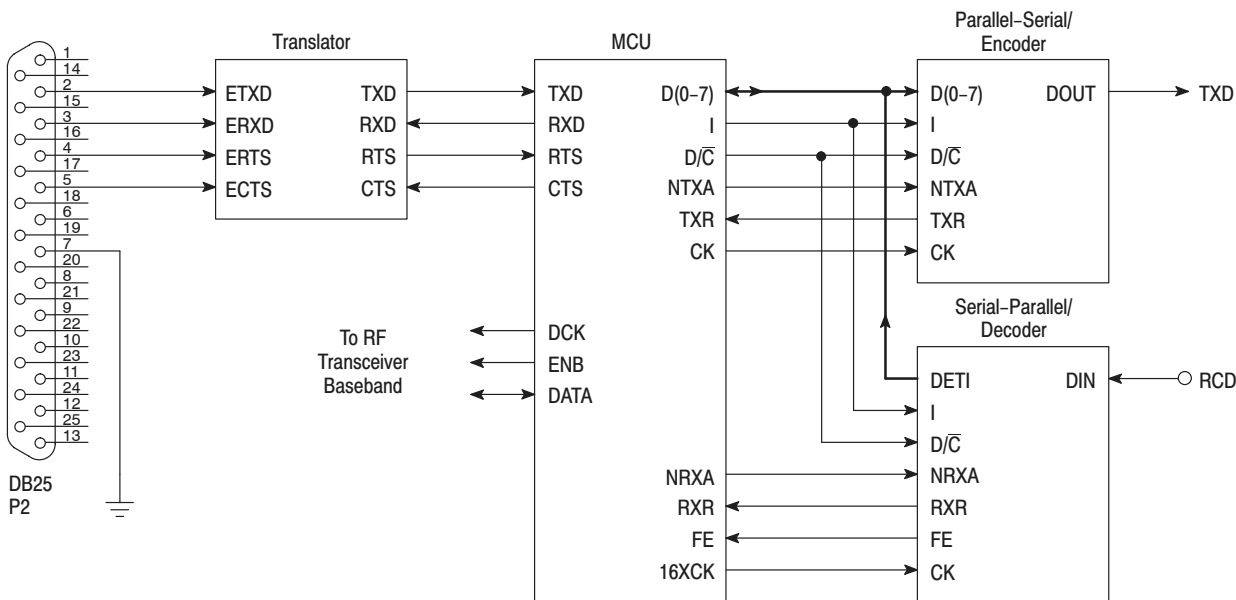 Translator
MCU
Parallel–Serial/
Encoder
1
14
2
15
3
16
4
17
5
18
6
19
7
20
8
21
9
22
10
23
11
24
12
25
13
DB25
P2
ETXD
TXD
ERXD
RXD
ERTS
RTS
ECTS
CTS
TXD
D(0–7)
RXD
I
RTS
D/C̅
CTS
NTXA
TXR
CK
DCK
ENB
DATA
NRXA
RXR
FE
16XCK
To RF
Transceiver
Baseband
D(0–7)
DOUT
TXD
I
D/C̅
NTXA
TXR
CK
Serial–Parallel/
Decoder
DETI
DIN
RCD
I
D/C̅
NRXA
RXR
FE
CK